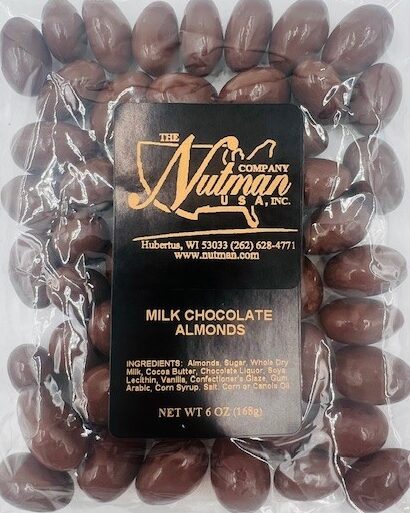 THE
Nutman
COMPANY
USA, INC.
Hubertus, WI 53033 (262) 628-4771
www.nutman.com
MILK CHOCOLATE
ALMONDS
INGREDIENTS: Almonds, Sugar, Whole Dry
Milk, Cocoa Butter, Chocolate Liquor, Soya
Lecithin, Vanilla, Confectioner's Glaze, Gum
Arabic, Corn Syrup, Salt, Corn or Canola Oil
NET WT 6 OZ (168g)